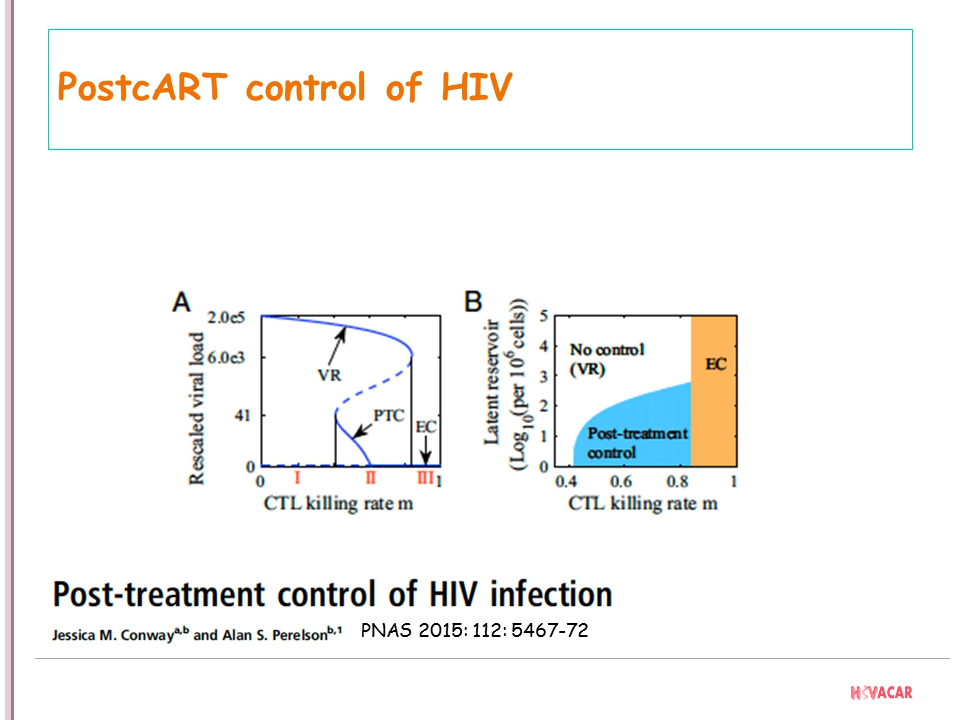 PostcART control of HIV
A
Rescaled viral load
2.0e5
6.0e3
41
0
VR
PTC
EC
I
II
III
0
1
CTL killing rate m
B
Latent reservoir
(Log10(per 10^6 cells))
5
4
3
2
1
0
No control
(VR)
EC
Post-treatment
control
0.4
0.6
0.8
1
CTL killing rate m
Post-treatment control of HIV infection
Jessica M. Conway^a,b and Alan S. Perelson^b,1 PNAS 2015: 112: 5467-72
HIVACAR